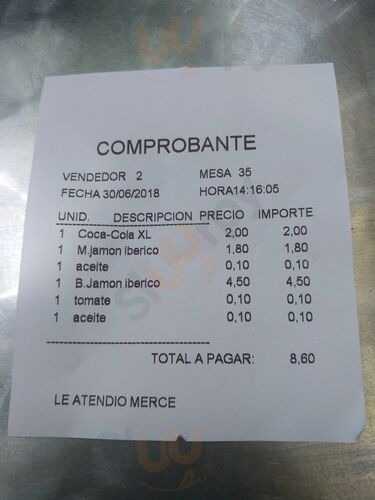 COMPROBANTE
VENDEDOR 2 MESA 35
FECHA 30/06/2018 HORA14:16:05
UNID. DESCRIPCION PRECIO IMPORTE
1 Coca-Cola XL 2,00 2,00
1 M.jamon iberico 1,80 1,80
1 aceite 0,10 0,10
1 B.Jamon iberico 4,50 4,50
1 tomate 0,10 0,10
1 aceite 0,10 0,10
TOTAL A PAGAR: 8,60
LE ATENDIO MERCE